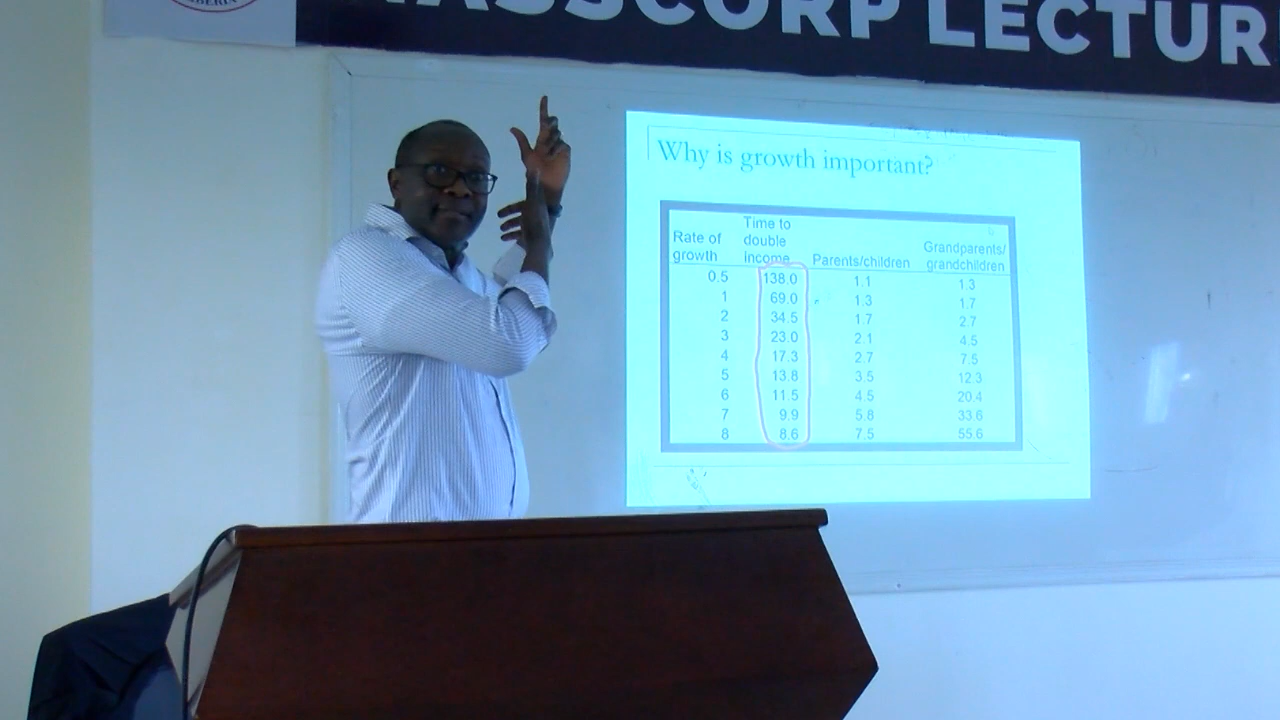 LECTUR
Why is growth important?
Rate of growth Time to double income Parents/children Grandparents/ grandchildren
0.5 138.0 1.1 1.3
1 69.0 1.3 1.7
2 34.5 1.7 2.7
3 23.0 2.1 4.5
4 17.3 2.7 7.5
5 13.8 3.5 12.3
6 11.5 4.5 20.4
7 9.9 5.8 33.6
8 8.6 7.5 55.6